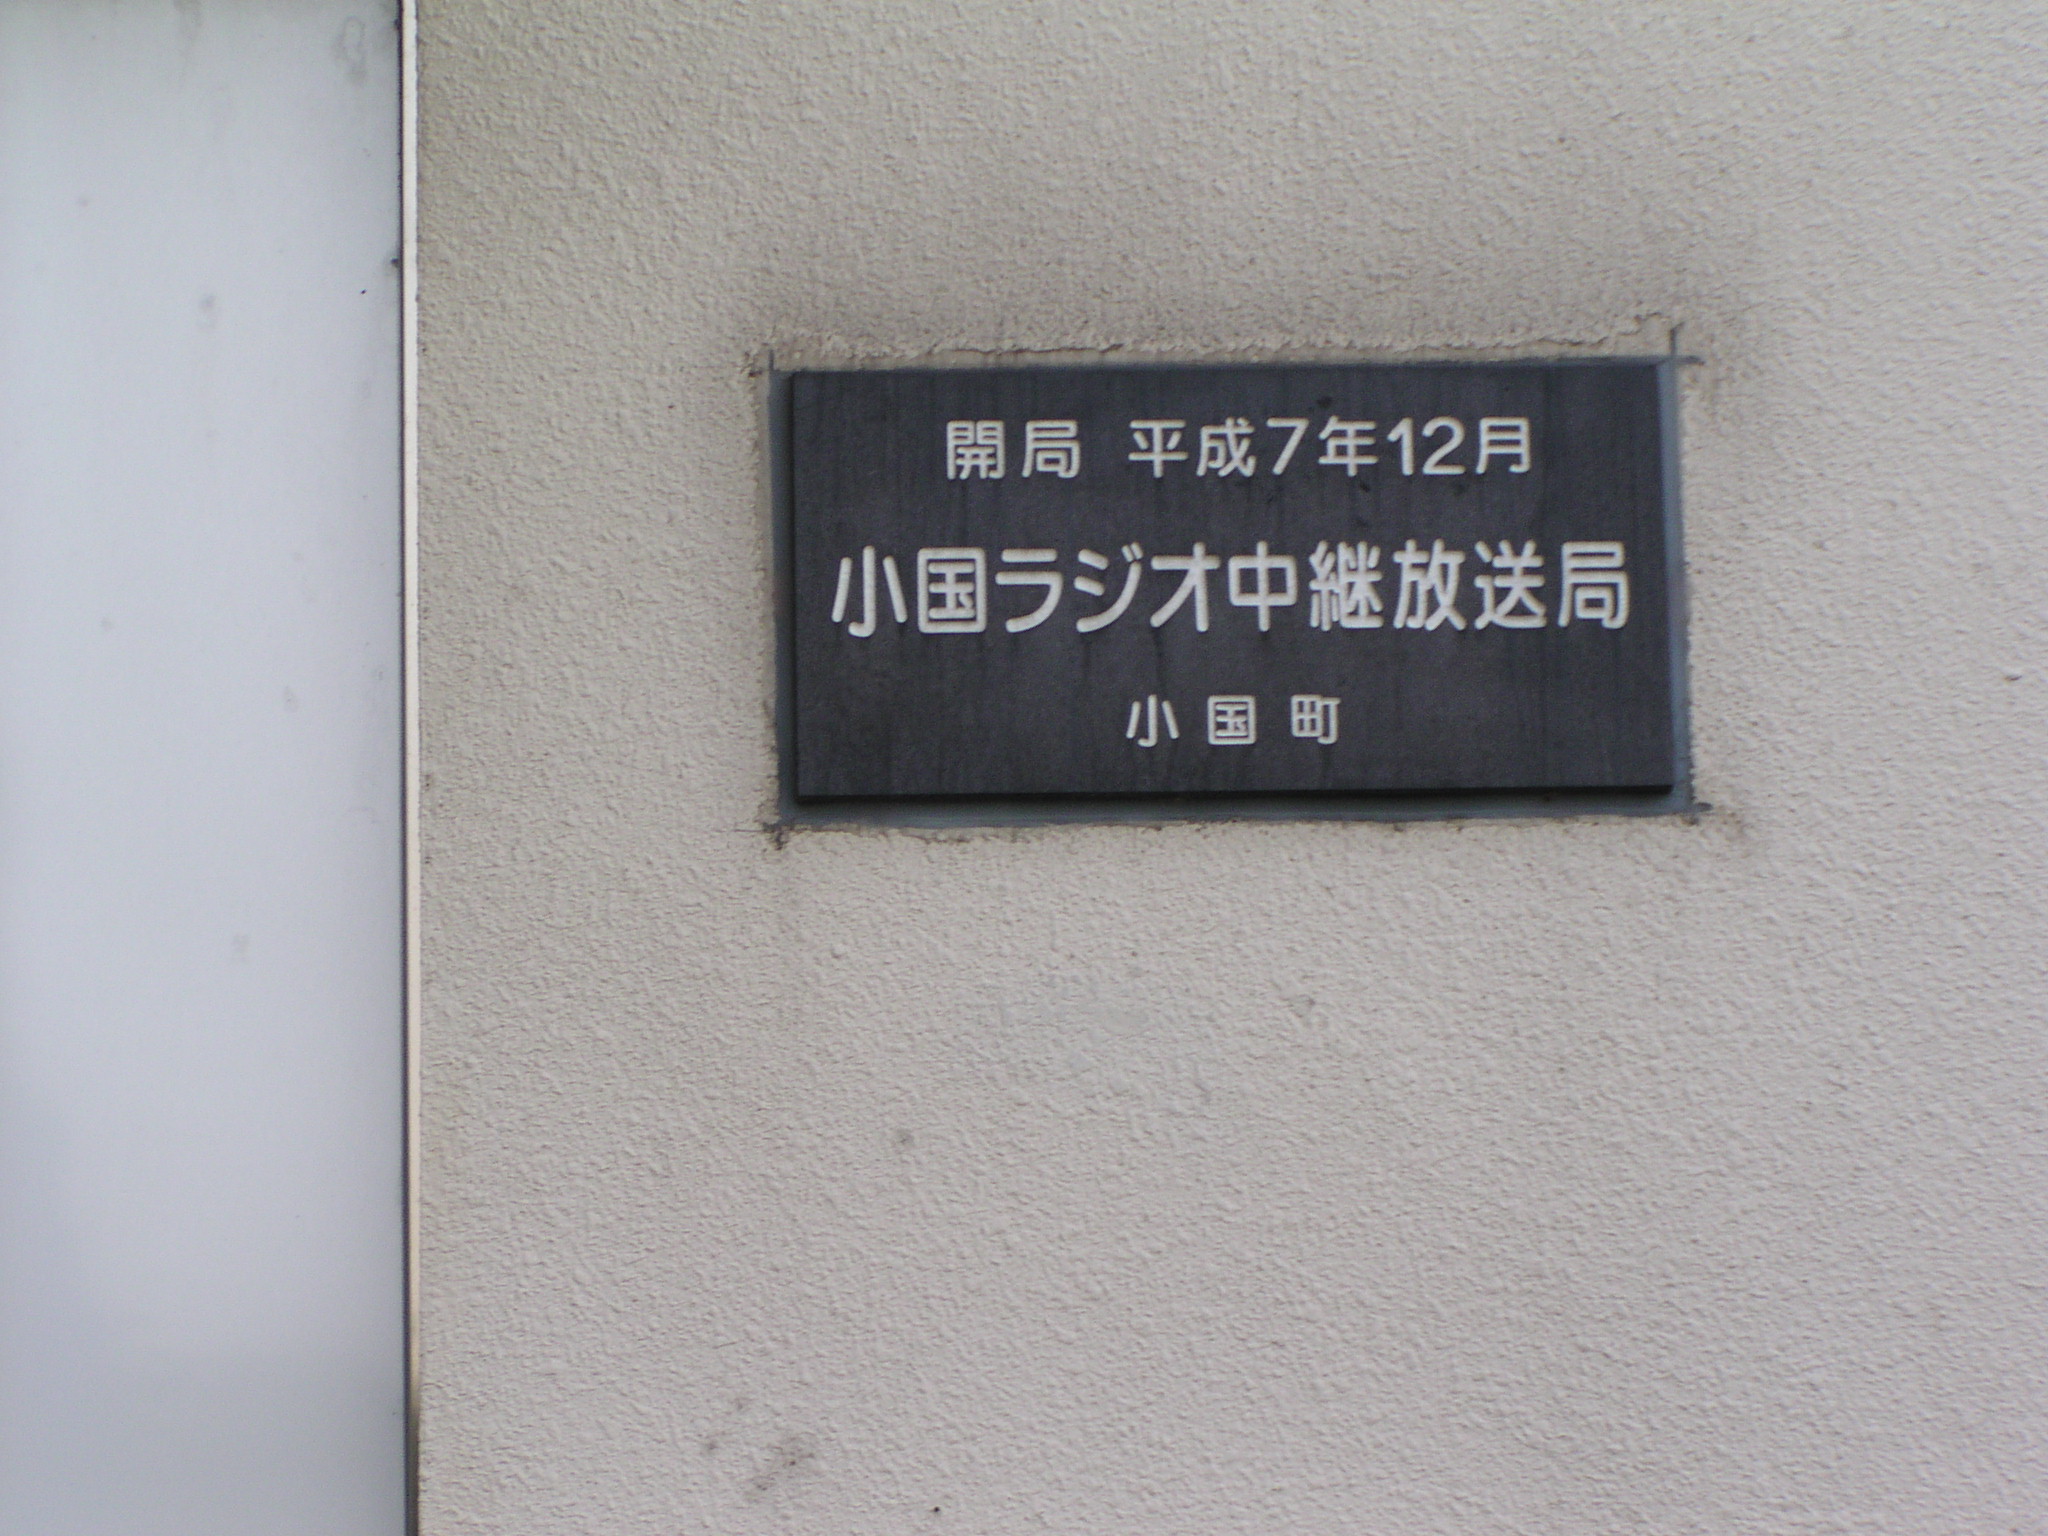 開局 平成7年12月
小国ラジオ中継放送局
小国町